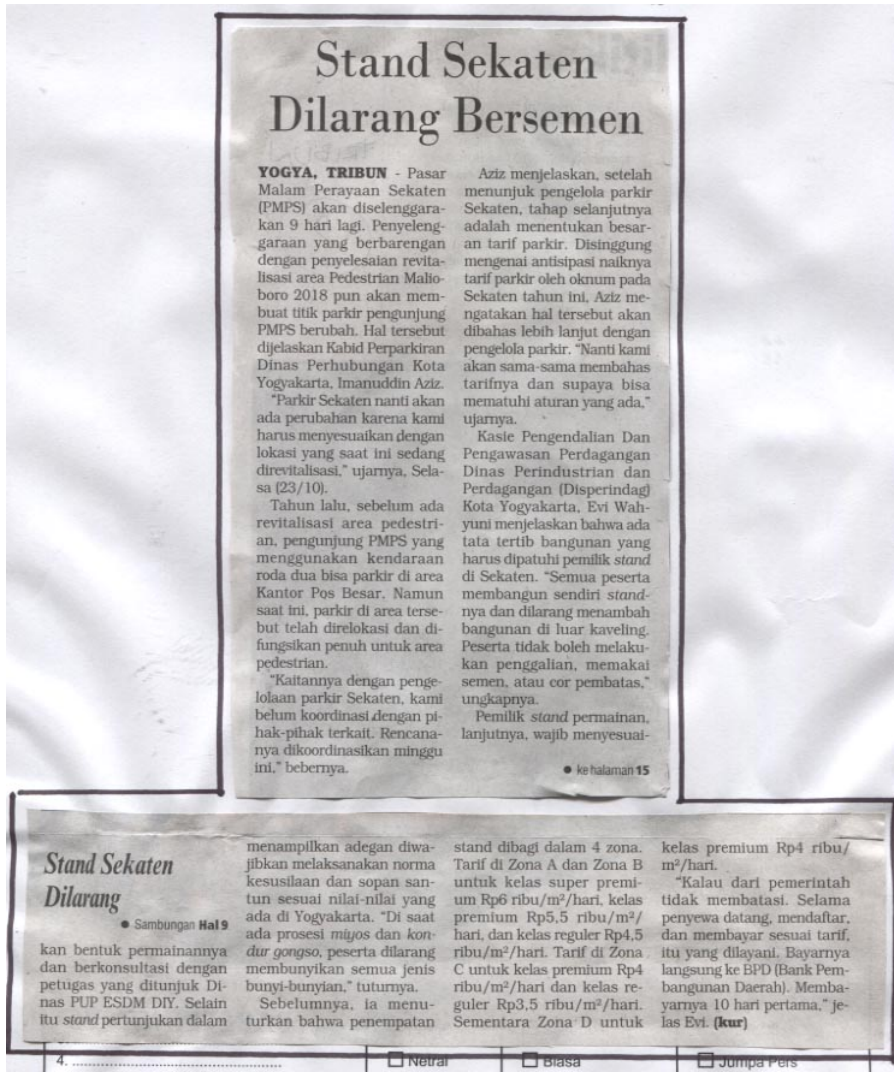 Stand Sekaten
Dilarang Bersemen
YOGYA, TRIBUN - Pasar
Malam Perayaan Sekaten
(PMPS) akan diselenggara-
kan 9 hari lagi. Penyeleng-
garaan yang berbarengan
dengan penyelesaian revita-
lisasi area Pedestrian Malio-
boro 2018 pun akan mem-
buat titik parkir pengunjung
PMPS berubah. Hal tersebut
dijelaskan Kabid Perparkiran
Dinas Perhubungan Kota
Yogyakarta, Imanuddin Aziz.
"Parkir Sekaten nanti akan
ada perubahan karena kami
harus menyesuaikan dengan
lokasi yang saat ini sedang
direvitalisasi," ujarnya, Sela-
sa (23/10).
Tahun lalu, sebelum ada
revitalisasi area pedestri-
an, pengunjung PMPS yang
menggunakan kendaraan
roda dua bisa parkir di area
Kantor Pos Besar. Namun
saat ini, parkir di area terse-
but telah direlokasi dan di-
fungsikan penuh untuk area
pedestrian.
"Kaitannya dengan penge-
lolaan parkir Sekaten, kami
belum koordinasi dengan pi-
hak-pihak terkait. Rencana-
nya dikoordinasikan minggu
ini," bebernya.
Aziz menjelaskan, setelah
menunjuk pengelola parkir
Sekaten, tahap selanjutnya
adalah menentukan besar-
an tarif parkir. Disinggung
mengenai antisipasi naiknya
tarif parkir oleh oknum pada
Sekaten tahun ini, Aziz me-
ngatakan hal tersebut akan
dibahas lebih lanjut dengan
pengelola parkir. "Nanti kami
akan sama-sama membahas
tarifnya dan supaya bisa
mematuhi aturan yang ada,"
ujarnya.
Kasie Pengendalian Dan
Pengawasan Perdagangan
Dinas Perindustrian dan
Perdagangan (Disperindag)
Kota Yogyakarta, Evi Wah-
yuni menjelaskan bahwa ada
tata tertib bangunan yang
harus dipatuhi pemilik stand
di Sekaten. "Semua peserta
membangun sendiri stand-
nya dan dilarang menambah
bangunan di luar kaveling.
Peserta tidak boleh melaku-
kan penggalian, memakai
semen, atau cor pembatas,"
ungkapnya.
Pemilik stand permainan,
lanjutnya, wajib menyesuai-
● ke halaman 15
Stand Sekaten
Dilarang
● Sambungan Hal 9
kan bentuk permainannya
dan berkonsultasi dengan
petugas yang ditunjuk Di-
nas PUP ESDM DIY. Selain
itu stand pertunjukan dalam
menampilkan adegan diwa-
jibkan melaksanakan norma
kesusilaan dan sopan san-
tun sesuai nilai-nilai yang
ada di Yogyakarta. "Di saat
ada prosesi miyos dan kon-
dur gongso, peserta dilarang
membunyikan semua jenis
bunyi-bunyian," tuturnya.
Sebelumnya, ia menu-
turkan bahwa penempatan
stand dibagi dalam 4 zona.
Tarif di Zona A dan Zona B
untuk kelas super premi-
um Rp6 ribu/m²/hari, kelas
premium Rp5,5 ribu/m²/
hari, dan kelas reguler Rp4,5
ribu/m²/hari. Tarif di Zona
C untuk kelas premium Rp4
ribu/m²/hari dan kelas re-
guler Rp3,5 ribu/m²/hari.
Sementara Zona D untuk
kelas premium Rp4 ribu/
m²/hari.
"Kalau dari pemerintah
tidak membatasi. Selama
penyewa datang, mendaftar,
dan membayar sesuai tarif,
itu yang dilayani. Bayarnya
langsung ke BPD (Bank Pem-
bangunan Daerah). Memba-
yarnya 10 hari pertama," je-
las Evi. (kur)
4. ........................................ Netral Biasa Jumpa Pers